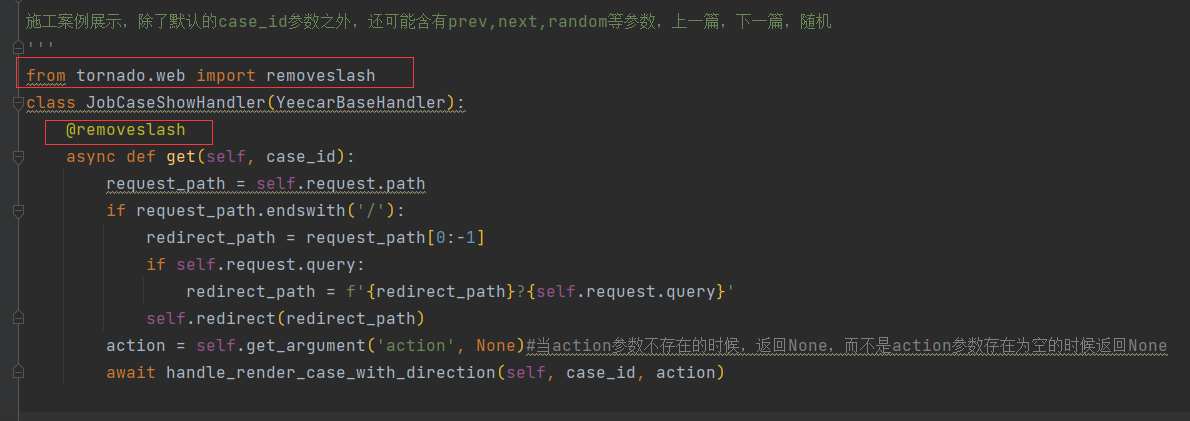 施工案例展示，除了默认的case_id参数之外，还可能含有prev,next,random等参数，上一篇，下一篇，随机
'''
from tornado.web import removeslash
class JobCaseShowHandler(YeecarBaseHandler):
    @removeslash
    async def get(self, case_id):
        request_path = self.request.path
        if request_path.endswith('/'):
            redirect_path = request_path[0:-1]
            if self.request.query:
                redirect_path = f'{redirect_path}?{self.request.query}'
            self.redirect(redirect_path)
        action = self.get_argument('action', None)#当action参数不存在的时候，返回None，而不是action参数存在为空的时候返回None
        await handle_render_case_with_direction(self, case_id, action)